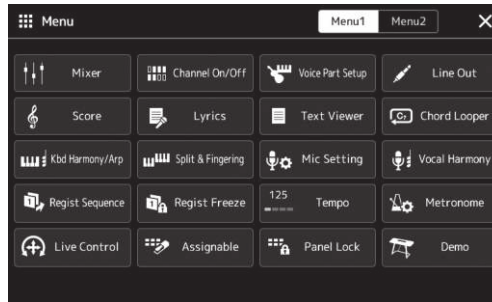 Menu Menu1 Menu2
Mixer Channel On/Off Voice Part Setup Line Out
Score Lyrics Text Viewer Chord Looper
Kbd Harmony/Arp Split & Fingering Mic Setting Vocal Harmony
Regist Sequence Regist Freeze 125 Tempo Metronome
Live Control Assignable Panel Lock Demo